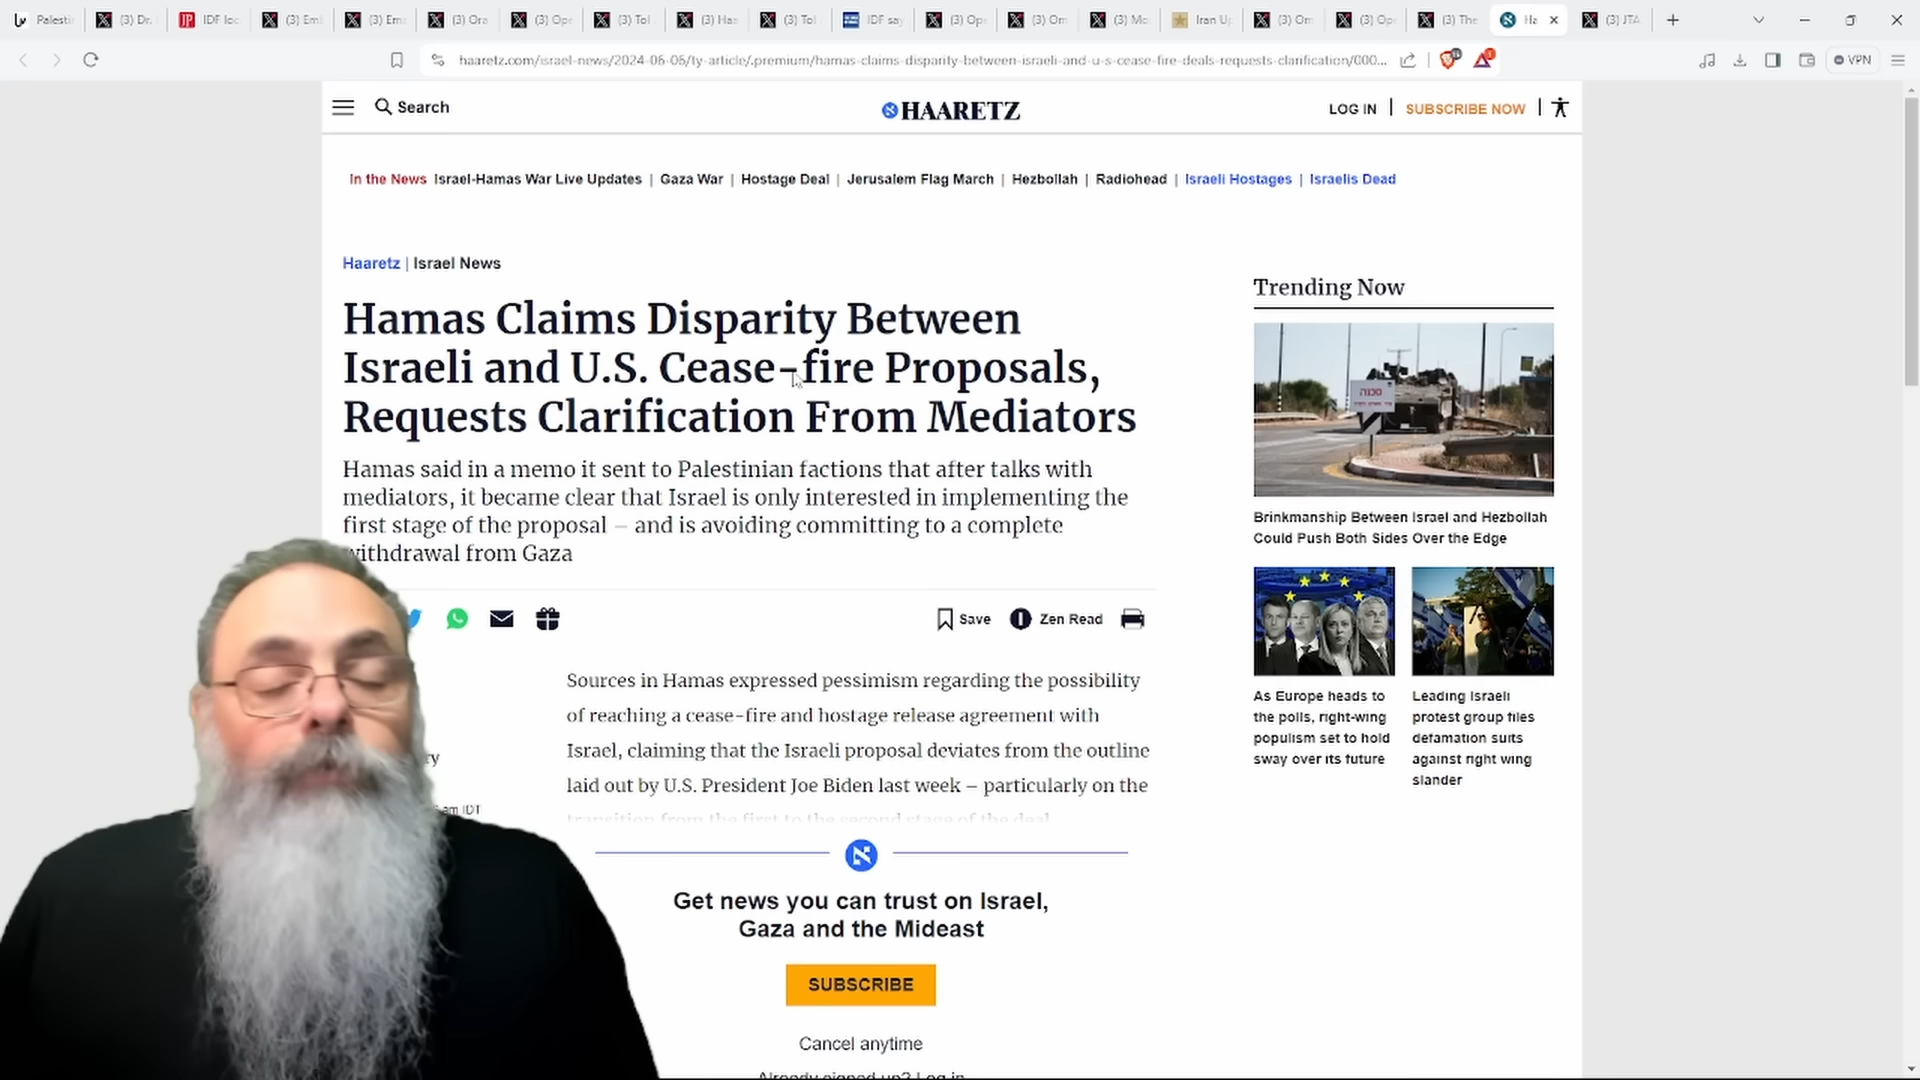 Palesti
(3) Dr.
IDF loc
(3) Emi
(3) Ema
(3) Ora
(3) Ope
(3) Tol
(3) Haa
(3) Tol
IDF say
(3) Ope
(3) Om
(3) Mo
Iran Up
(3) Om
(3) Ope
(3) The
Ha
(3) JTA
haaretz.com/israel-news/2024-06-06/ty-article/.premium/hamas-claims-disparity-between-israeli-and-u-s-cease-fire-deals-requests-clarification/000...
VPN
Search
HAARETZ
LOG IN | SUBSCRIBE NOW |
In the News Israel-Hamas War Live Updates | Gaza War | Hostage Deal | Jerusalem Flag March | Hezbollah | Radiohead | Israeli Hostages | Israelis Dead
Haaretz | Israel News
Hamas Claims Disparity Between
Israeli and U.S. Cease-fire Proposals,
Requests Clarification From Mediators
Hamas said in a memo it sent to Palestinian factions that after talks with
mediators, it became clear that Israel is only interested in implementing the
first stage of the proposal – and is avoiding committing to a complete
withdrawal from Gaza
Save
Zen Read
ry
am IDT
Sources in Hamas expressed pessimism regarding the possibility
of reaching a cease-fire and hostage release agreement with
Israel, claiming that the Israeli proposal deviates from the outline
laid out by U.S. President Joe Biden last week – particularly on the
transition from the first to the second stage of the deal.
Get news you can trust on Israel,
Gaza and the Mideast
SUBSCRIBE
Cancel anytime
Already signed up? Log in
Trending Now
סכנה
Brinkmanship Between Israel and Hezbollah
Could Push Both Sides Over the Edge
As Europe heads to
the polls, right-wing
populism set to hold
sway over its future
Leading Israeli
protest group files
defamation suits
against right wing
slander